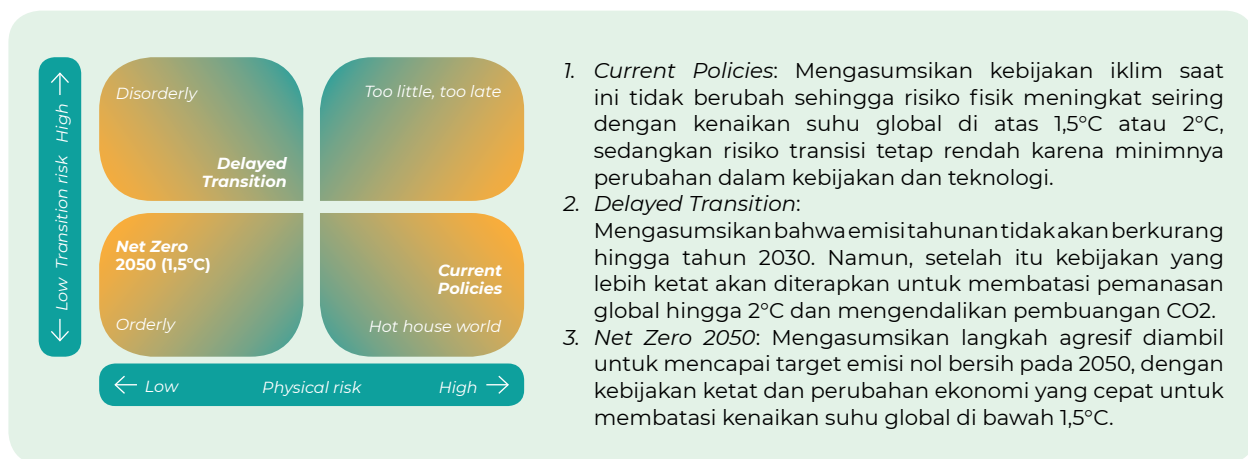 Low Transition risk High
Disorderly
Delayed
Transition
Too little, too late
Net Zero
2050 (1,5°C)
Orderly
Current
Policies
Hot house world
Low Physical risk High
1. Current Policies: Mengasumsikan kebijakan iklim saat
ini tidak berubah sehingga risiko fisik meningkat seiring
dengan kenaikan suhu global di atas 1,5°C atau 2°C,
sedangkan risiko transisi tetap rendah karena minimnya
perubahan dalam kebijakan dan teknologi.
2. Delayed Transition:
Mengasumsikan bahwa emisi tahunan tidak akan berkurang
hingga tahun 2030. Namun, setelah itu kebijakan yang
lebih ketat akan diterapkan untuk membatasi pemanasan
global hingga 2°C dan mengendalikan pembuangan CO2.
3. Net Zero 2050: Mengasumsikan langkah agresif diambil
untuk mencapai target emisi nol bersih pada 2050, dengan
kebijakan ketat dan perubahan ekonomi yang cepat untuk
membatasi kenaikan suhu global di bawah 1,5°C.